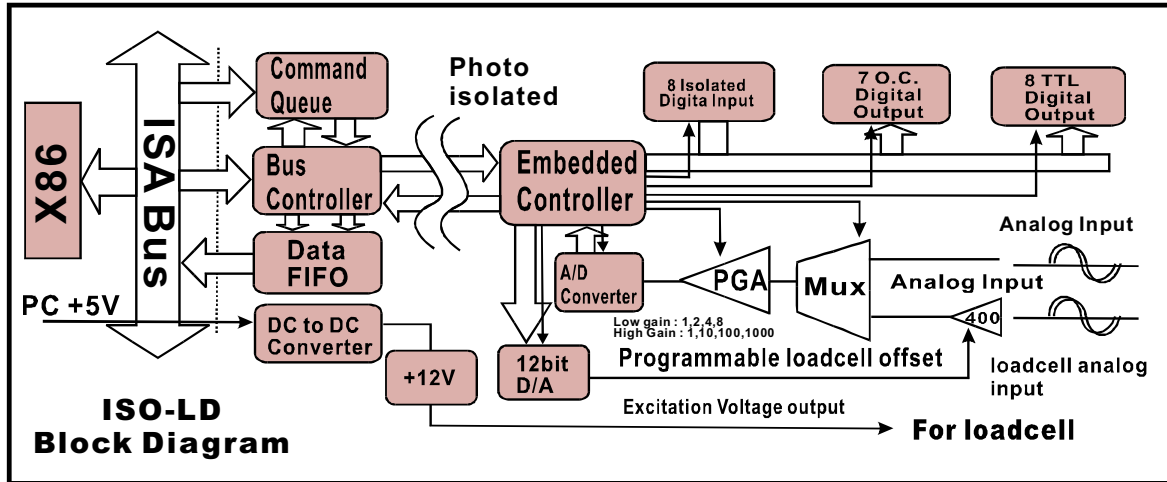 X86
ISA Bus
Command
Queue
Bus
Controller
Data
FIFO
PC +5V
DC to DC
Converter
+12V
Photo
isolated
Embedded
Controller
8 Isolated
Digita Input
7 O.C.
Digital
Output
8 TTL
Digital
Output
A/D
Converter
PGA
Mux
Analog Input
Analog Input
400
Low gain : 1,2,4,8
High Gain : 1,10,100,1000
12bit
D/A
Programmable loadcell offset
loadcell analog
input
Excitation Voltage output
For loadcell
ISO-LD
Block Diagram